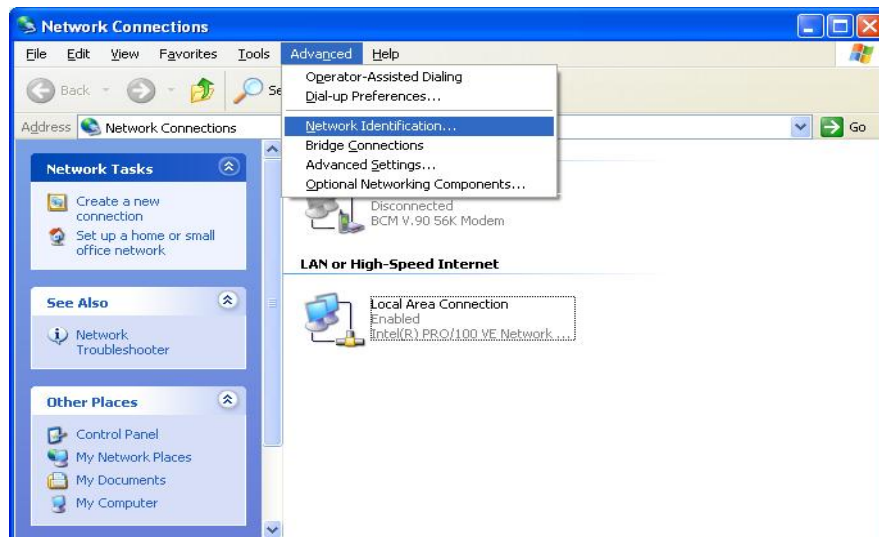 Network Connections
File Edit View Favorites Tools Advanced Help
Back Se
Address Network Connections Go
Operator-Assisted Dialing
Dial-up Preferences...
Network Identification...
Bridge Connections
Advanced Settings...
Optional Networking Components...
Network Tasks
Create a new
connection
Set up a home or small
office network
See Also
Network
Troubleshooter
Other Places
Control Panel
My Network Places
My Documents
My Computer
Disconnected
BCM V.90 56K Modem
LAN or High-Speed Internet
Local Area Connection
Enabled
Intel(R) PRO/100 VE Network ...